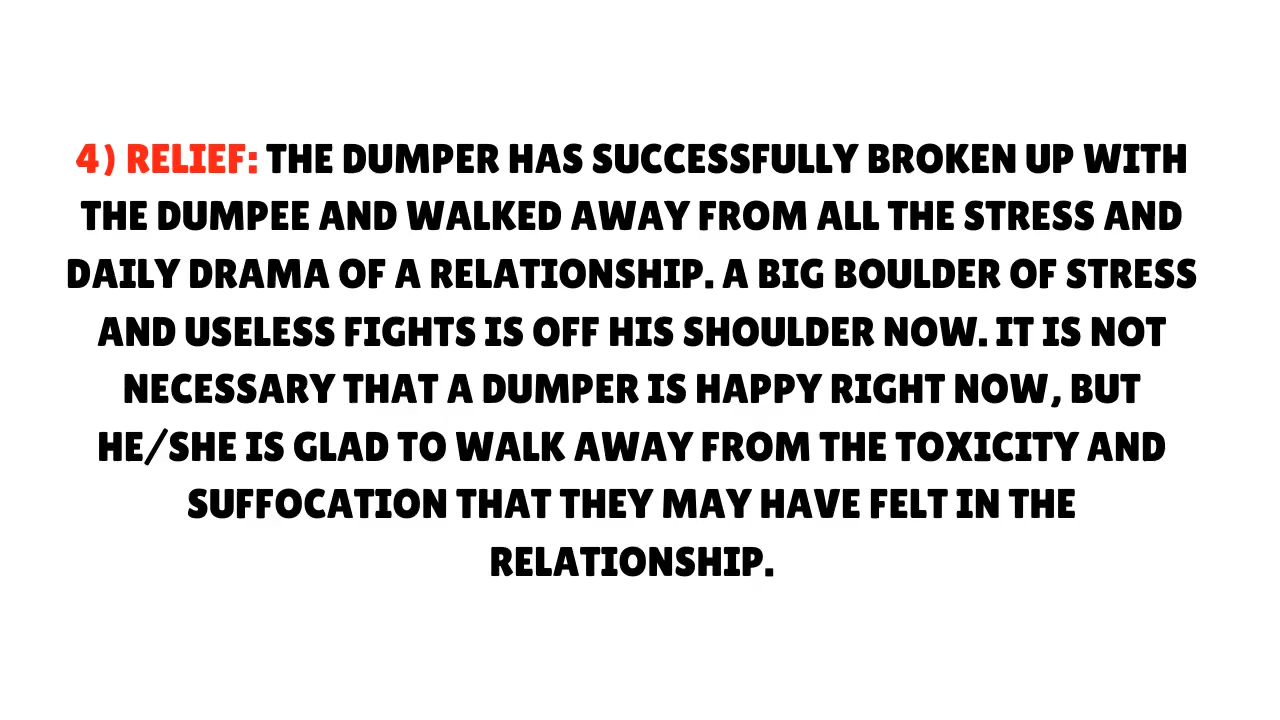 4) RELIEF: THE DUMPER HAS SUCCESSFULLY BROKEN UP WITH
THE DUMPEE AND WALKED AWAY FROM ALL THE STRESS AND
DAILY DRAMA OF A RELATIONSHIP. A BIG BOULDER OF STRESS
AND USELESS FIGHTS IS OFF HIS SHOULDER NOW. IT IS NOT
NECESSARY THAT A DUMPER IS HAPPY RIGHT NOW, BUT
HE/SHE IS GLAD TO WALK AWAY FROM THE TOXICITY AND
SUFFOCATION THAT THEY MAY HAVE FELT IN THE
RELATIONSHIP.